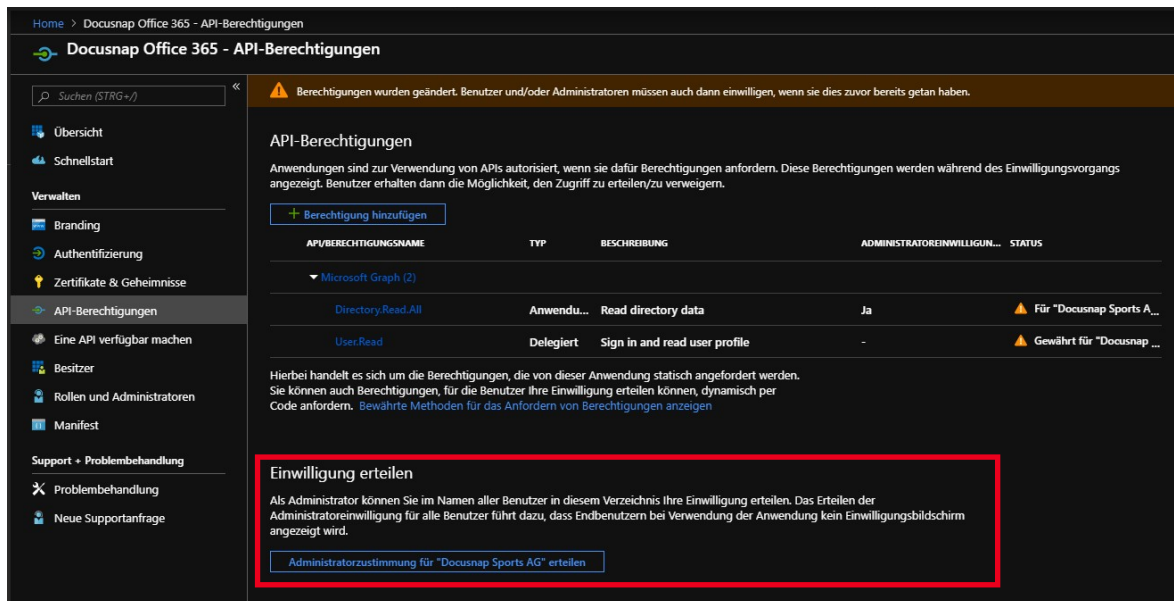 Home > Docusnap Office 365 - API-Berechtigungen
Docusnap Office 365 - API-Berechtigungen
Suchen (STRG+/)
«
Übersicht
Schnellstart
Verwalten
Branding
Authentifizierung
Zertifikate & Geheimnisse
API-Berechtigungen
Eine API verfügbar machen
Besitzer
Rollen und Administratoren
Manifest
Support + Problembehandlung
Problembehandlung
Neue Supportanfrage
Berechtigungen wurden geändert. Benutzer und/oder Administratoren müssen auch dann einwilligen, wenn sie dies zuvor bereits getan haben.
API-Berechtigungen
Anwendungen sind zur Verwendung von APIs autorisiert, wenn sie dafür Berechtigungen anfordern. Diese Berechtigungen werden während des Einwilligungsvorgangs
angezeigt. Benutzer erhalten dann die Möglichkeit, den Zugriff zu erteilen/zu verweigern.
+ Berechtigung hinzufügen
API/BERECHTIGUNGSNAME TYP BESCHREIBUNG ADMINISTRATOREINWILLIGUN... STATUS
Microsoft Graph (2)
Directory.Read.All Anwendu... Read directory data Ja Für "Docusnap Sports A...
User.Read Delegiert Sign in and read user profile - Gewährt für "Docusnap ...
Hierbei handelt es sich um die Berechtigungen, die von dieser Anwendung statisch angefordert werden.
Sie können auch Berechtigungen, für die Benutzer Ihre Einwilligung erteilen können, dynamisch per
Code anfordern. Bewährte Methoden für das Anfordern von Berechtigungen anzeigen
Einwilligung erteilen
Als Administrator können Sie im Namen aller Benutzer in diesem Verzeichnis Ihre Einwilligung erteilen. Das Erteilen der
Administratoreinwilligung für alle Benutzer führt dazu, dass Endbenutzern bei Verwendung der Anwendung kein Einwilligungsbildschirm
angezeigt wird.
Administratorzustimmung für "Docusnap Sports AG" erteilen